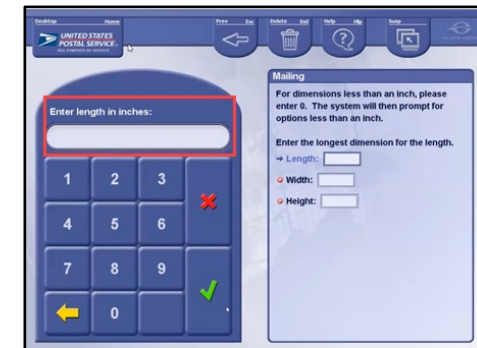 Desktop Home Prev Esc Delete Del Help Hlp Susp
UNITED STATES
POSTAL SERVICE
Enter length in inches:
1 2 3
4 5 6
7 8 9
0
Mailing
For dimensions less than an inch, please
enter 0. The system will then prompt for
options less than an inch.
Enter the longest dimension for the length.
Length:
Width:
Height: